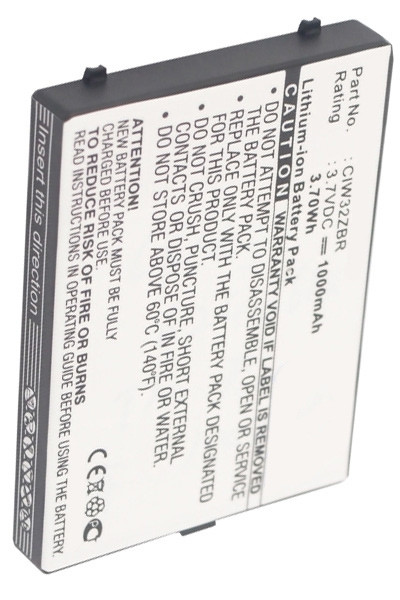 Part No. : CIW32ZBR
Rating : 3.7VDC 1000mAh
3.70Wh
Lithium-ion Battery Pack
CAUTION WARRANTY VOID IF LABEL IS REMOVED
• DO NOT ATTEMPT TO DISASSEMBLE, OPEN OR SERVICE
THE BATTERY PACK.
• REPLACE ONLY WITH THE BATTERY PACK DESIGNATED
FOR THIS PRODUCT.
• DO NOT CRUSH, PUNCTURE, SHORT EXTERNAL
CONTACTS OR DISPOSE OF IN FIRE OR WATER.
• DO NOT STORE ABOVE 60°C (140°F).
ATTENTION!
NEW BATTERY PACK MUST BE FULLY
CHARGED BEFORE USE.
TO REDUCE RISK OF FIRE OR BURNS
READ INSTRUCTIONS IN OPERATING GUIDE BEFORE USING THE BATTERY.
CE
Insert this direction